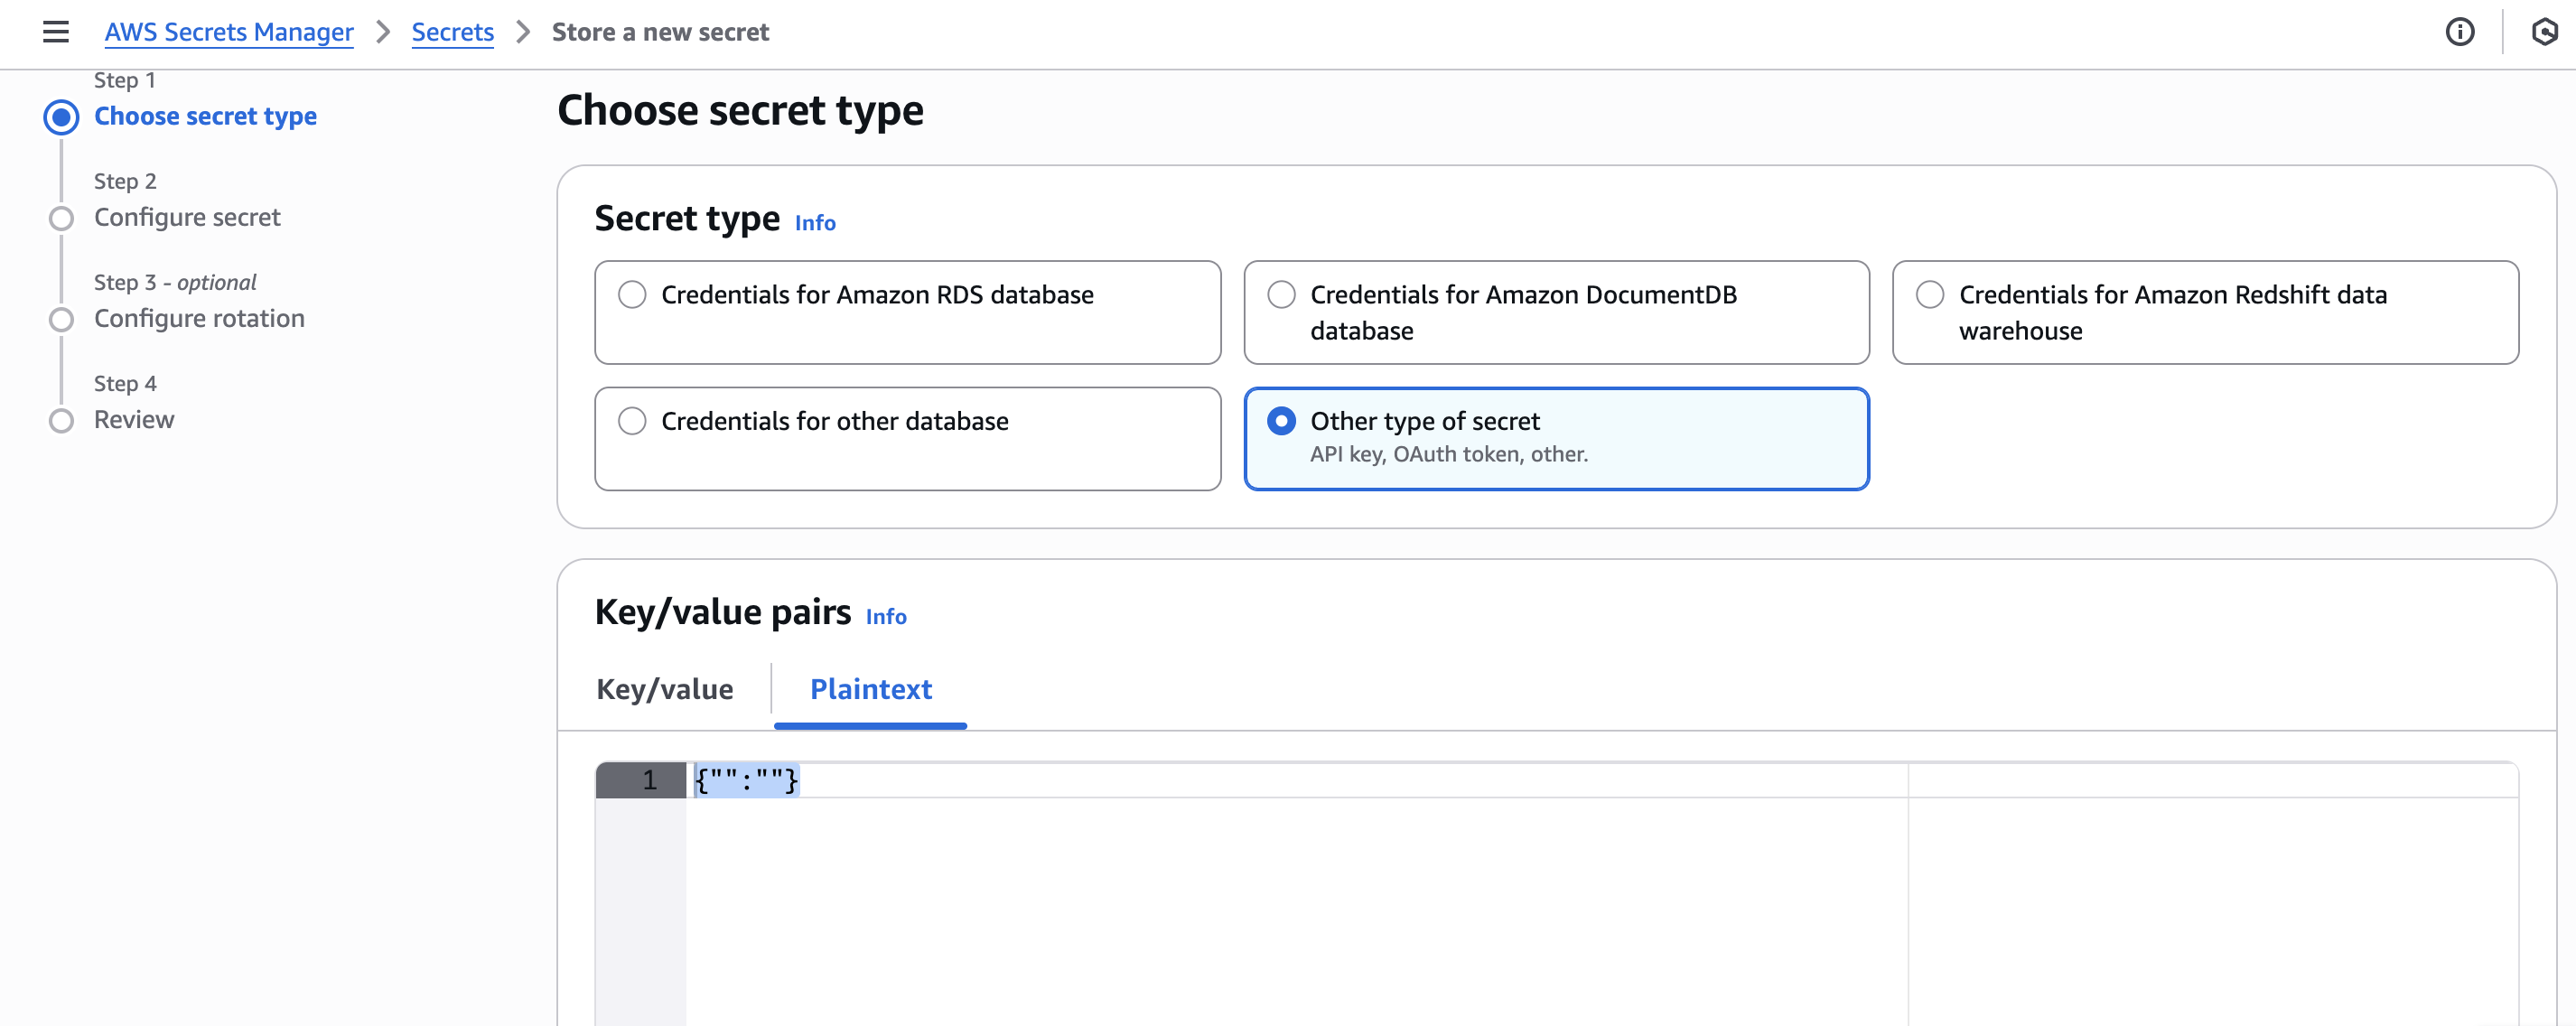 AWS Secrets Manager > Secrets > Store a new secret
Step 1
Choose secret type
Step 2
Configure secret
Step 3 - optional
Configure rotation
Step 4
Review
Choose secret type
Secret type Info
Credentials for Amazon RDS database
Credentials for Amazon DocumentDB
database
Credentials for Amazon Redshift data
warehouse
Credentials for other database
Other type of secret
API key, OAuth token, other.
Key/value pairs Info
Key/value
Plaintext
1 {"":""}